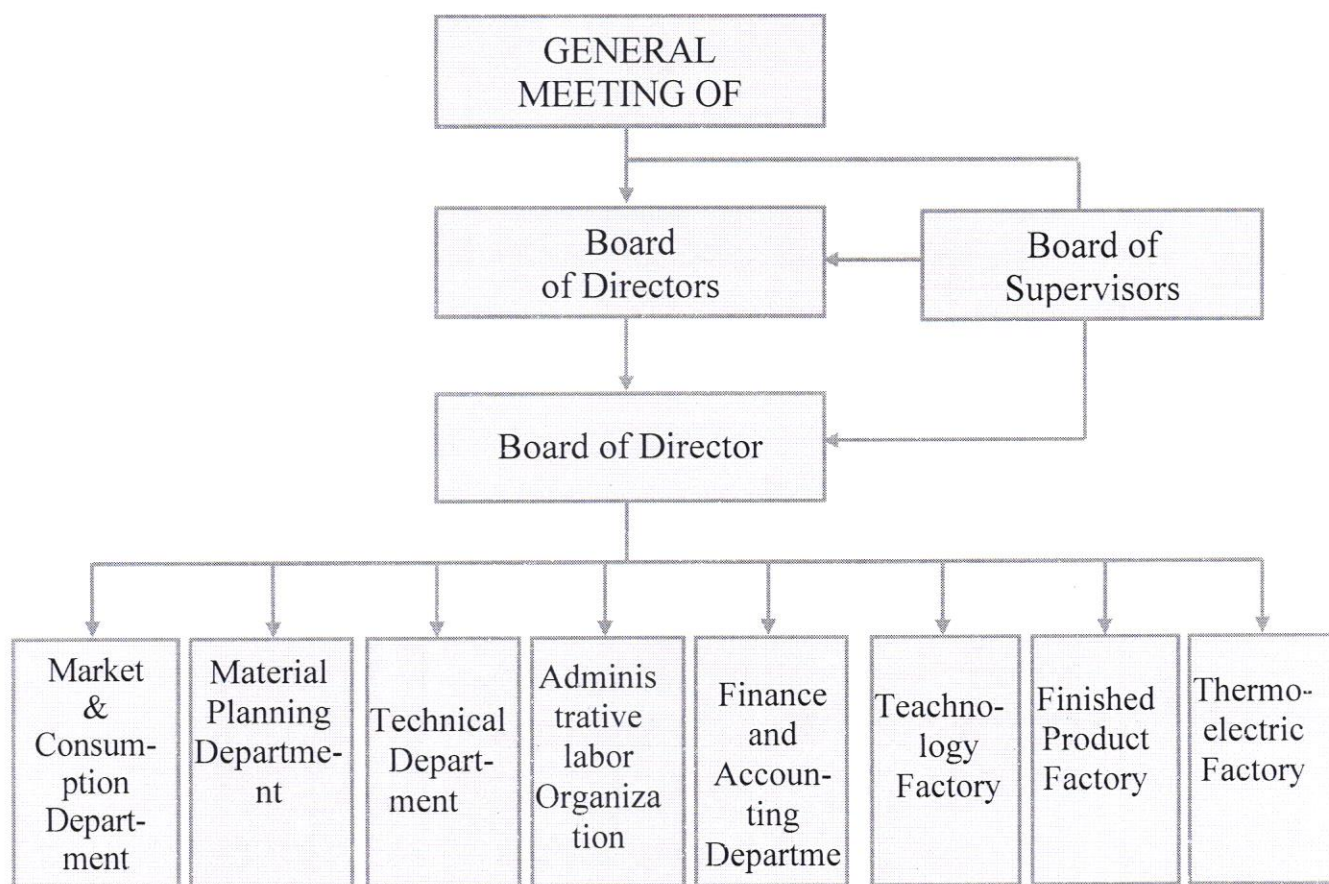 GENERAL
MEETING OF
Board
of Directors
Board of
Supervisors
Board of Director
Market
&
Consum-
ption
Depart-
ment
Material
Planning
Departme-
nt
Technical
Depart-
ment
Adminis
trative
labor
Organiza
tion
Finance
and
Accoun-
ting
Departme
Teachno-
logy
Factory
Finished
Product
Factory
Thermo-
electric
Factory